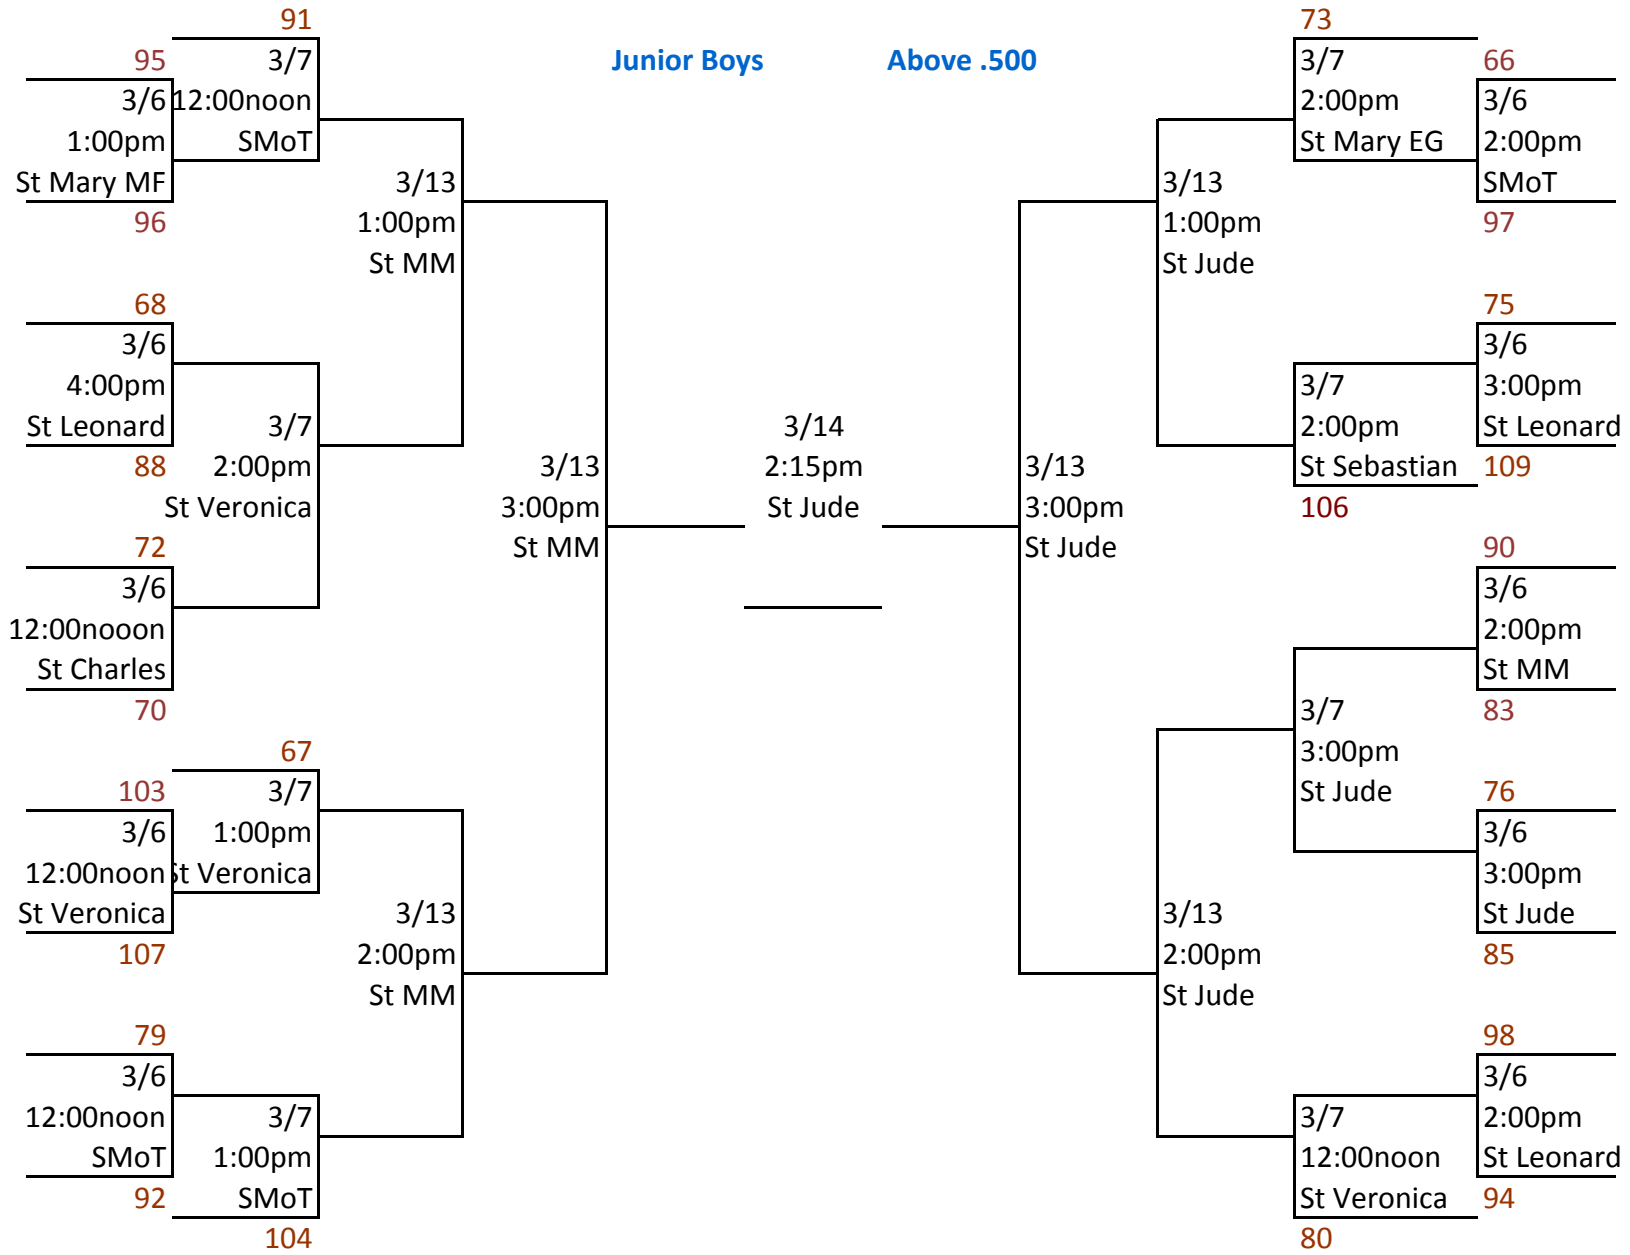 Junior Boys
Above .500
91
3/7
12:00noon
SMoT
95
3/6
1:00pm
St Mary MF
96
3/13
1:00pm
St MM
68
3/6
4:00pm
St Leonard
88
3/7
2:00pm
St Veronica
72
3/6
12:00nooon
St Charles
70
3/13
3:00pm
St MM
67
3/7
1:00pm
St Veronica
103
3/6
12:00noon
St Veronica
107
3/13
2:00pm
St MM
79
3/6
12:00noon
SMoT
92
3/7
1:00pm
SMoT
104
3/14
2:15pm
St Jude
73
3/7
2:00pm
St Mary EG
66
3/6
2:00pm
SMoT
97
3/13
1:00pm
St Jude
75
3/6
3:00pm
St Leonard
109
3/7
2:00pm
St Sebastian
106
3/13
3:00pm
St Jude
90
3/6
2:00pm
St MM
83
3/7
3:00pm
St Jude
76
3/6
3:00pm
St Jude
85
3/13
2:00pm
St Jude
98
3/6
2:00pm
St Leonard
94
3/7
12:00noon
St Veronica
80